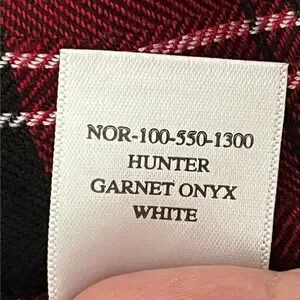 NOR-100-550-1300
HUNTER
GARNET ONYX
WHITE